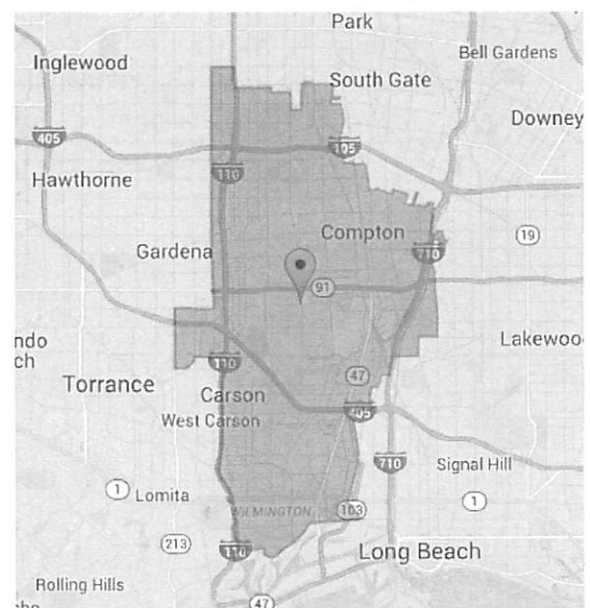 Park
Bell Gardens
Inglewood
South Gate
Downey
405
105
110
Hawthorne
19
Compton
Gardena
710
91
ndo
ch
Lakewoo
110
47
Torrance
Carson
405
West Carson
710
Signal Hill
1
Lomita
1
WILMINGTON
103
213
110
Long Beach
Rolling Hills
47